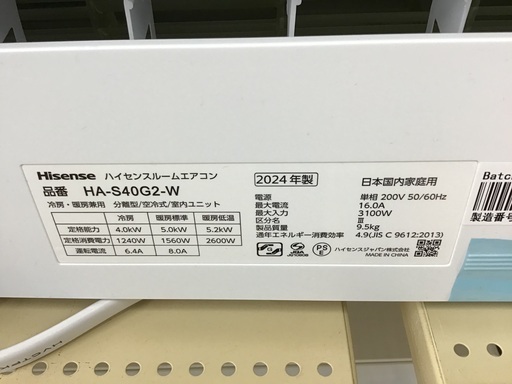 Hisense ハイセンスルームエアコン
品番 HA-S40G2-W
冷房・暖房兼用 分離型/空冷式/室内ユニット
冷房 暖房標準 暖房低温
定格能力 4.0kW 5.0kW 5.2kW
定格消費電力 1240W 1560W 2600W
運転電流 6.4A 8.0A
2024年製 日本国内家庭用
電源 単相 200V 50/60Hz
最大電流 16.0A
最大入力 3100W
区分名 Ⅲ
製品質量 9.5kg
通年エネルギー消費効率 4.9(JIS C 9612:2013)
PS
E
ハイセンスジャパン株式会社
MADE IN CHINA
Batc
製造番号